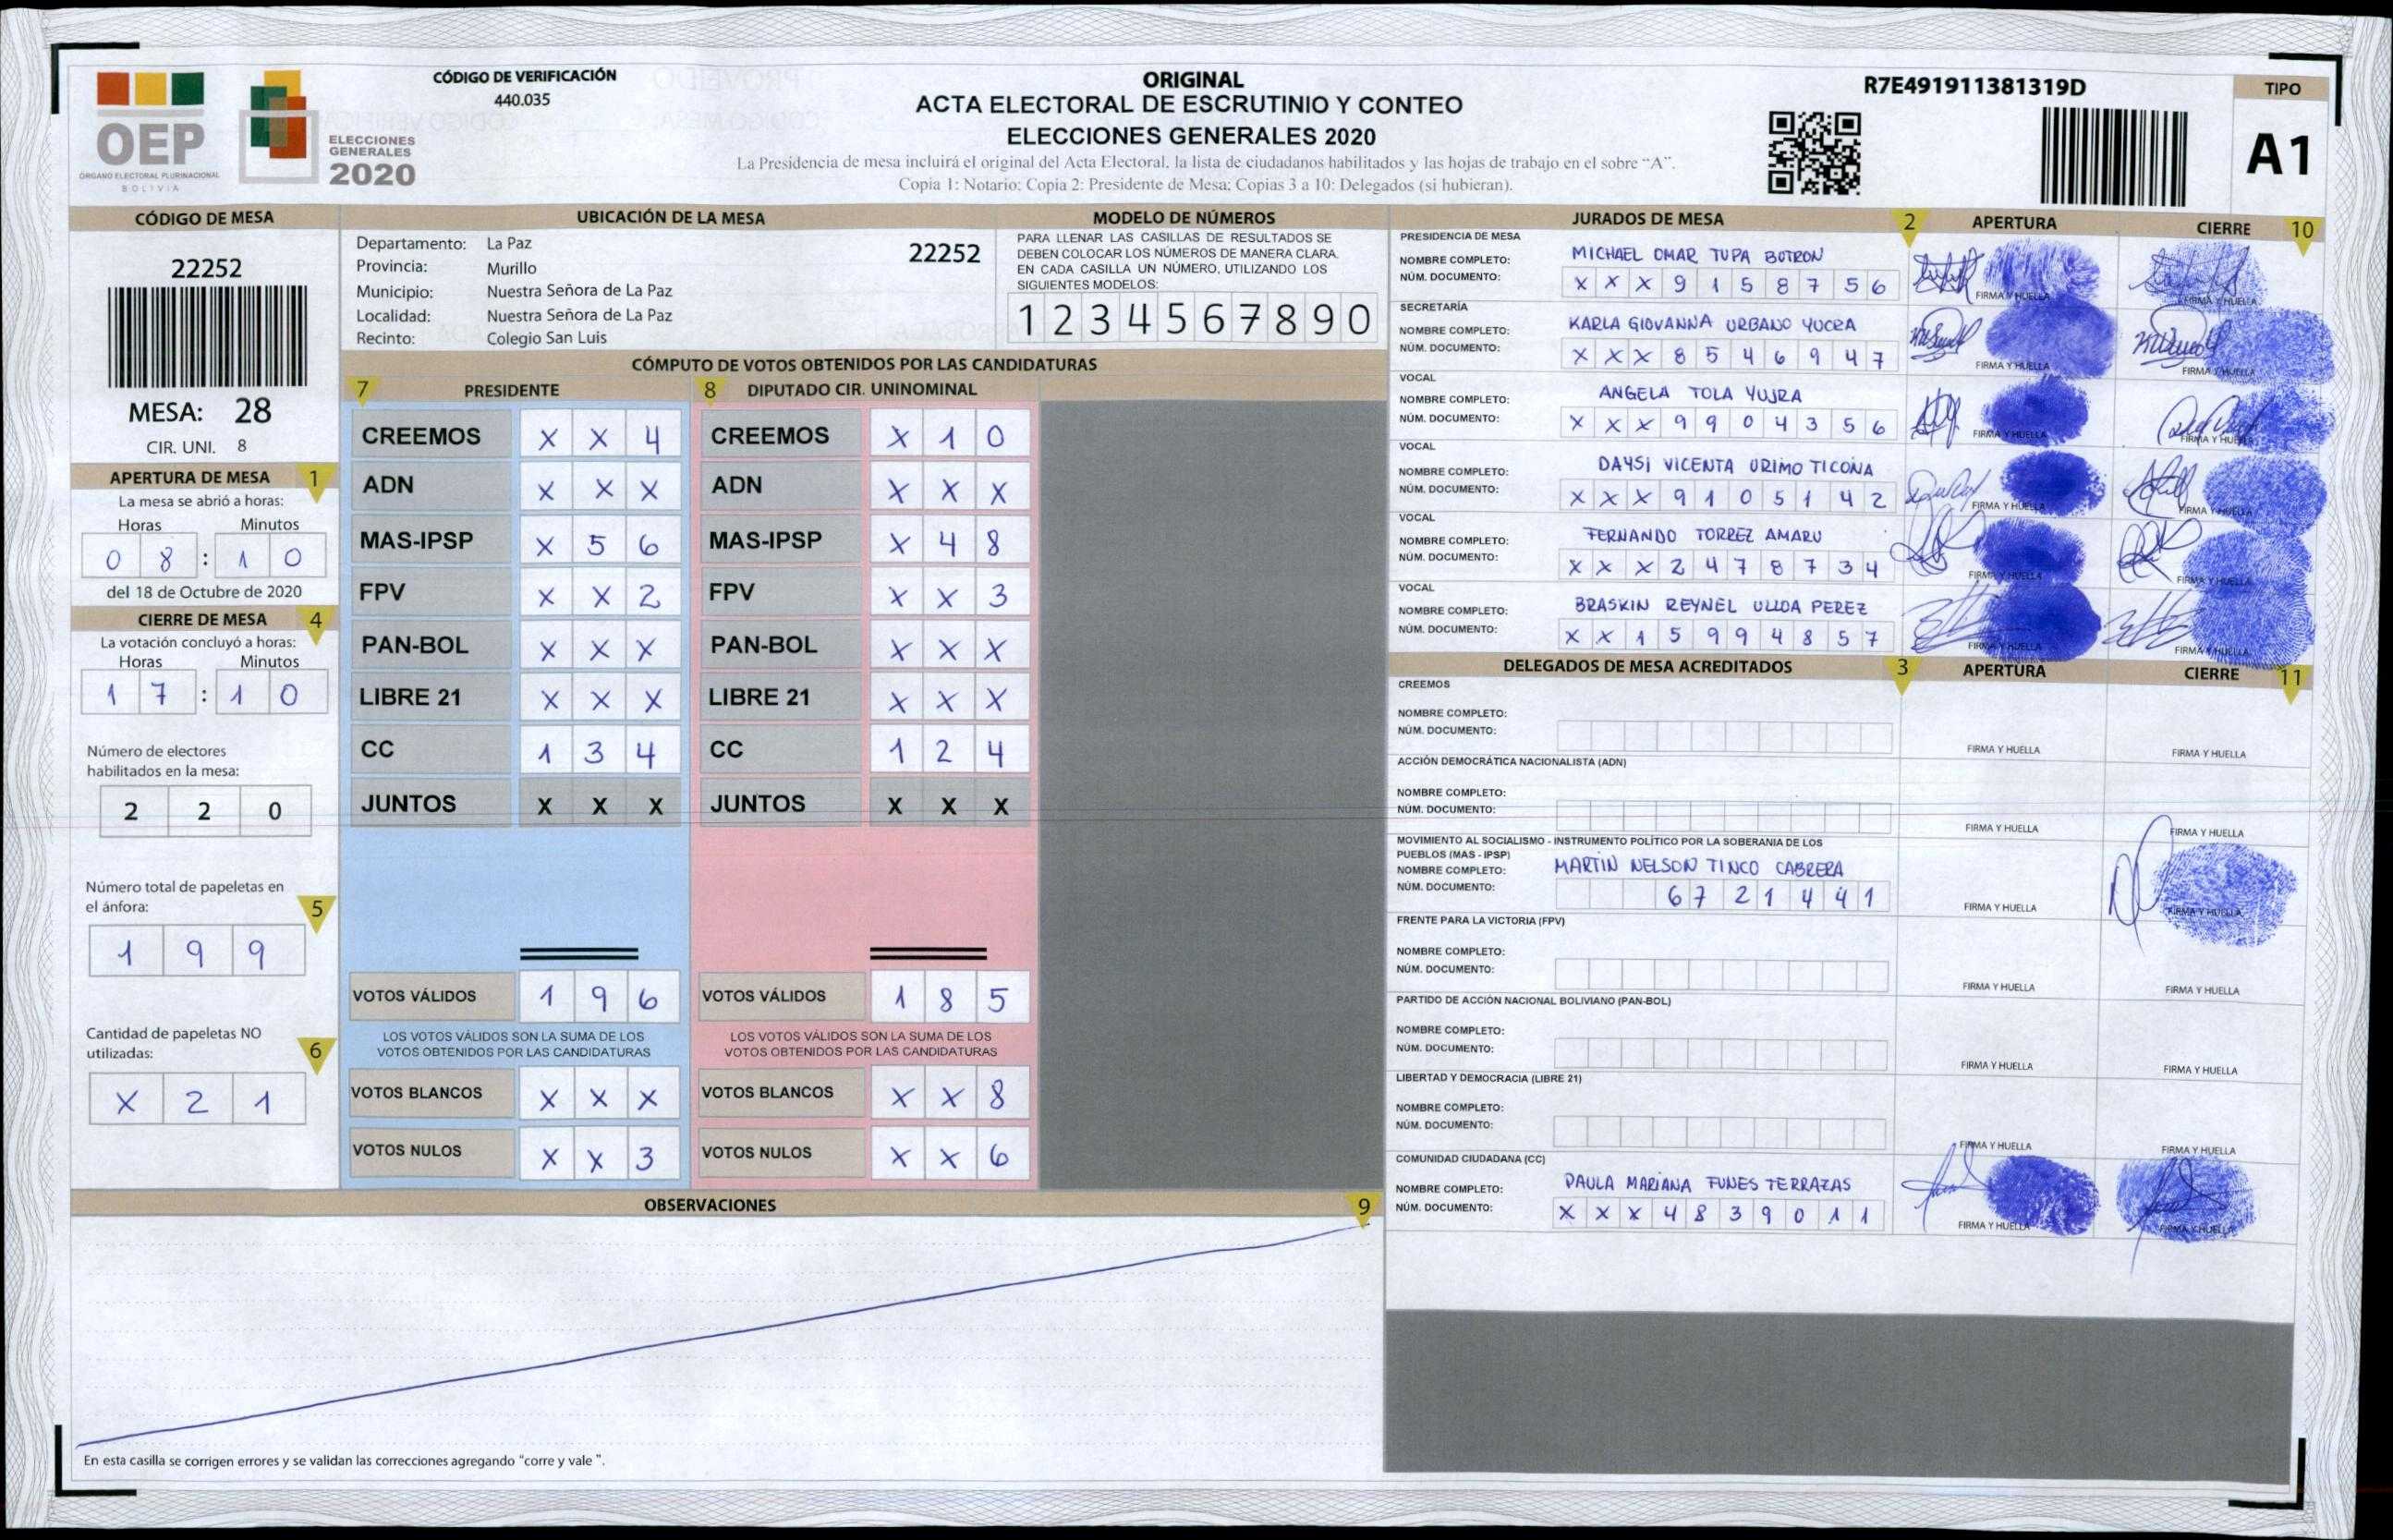 CÓDIGO DE VERIFICACIÓN
440.035
ORIGINAL
ACTA ELECTORAL DE ESCRUTINIO Y CONTEO
ELECCIONES GENERALES 2020
La Presidencia de mesa incluirá el original del Acta Electoral, la lista de ciudadanos habilitados y las hojas de trabajo en el sobre “A”.
Copia 1: Notario; Copia 2: Presidente de Mesa; Copias 3 a 10: Delegados (si hubieran).
R7E491911381319D
TIPO
A1
OEP
ÓRGANO ELECTORAL PLURINACIONAL
BOLIVIA
ELECCIONES
GENERALES
2020
CÓDIGO DE MESA
22252
MESA: 28
CIR. UNI. 8
APERTURA DE MESA 1
La mesa se abrió a horas:
Horas Minutos
0 8 : 1 0
del 18 de Octubre de 2020
CIERRE DE MESA 4
La votación concluyó a horas:
Horas Minutos
1 7 : 1 0
Número de electores
habilitados en la mesa:
2 2 0
Número total de papeletas en
el ánfora: 5
1 9 9
Cantidad de papeletas NO
utilizadas: 6
X 2 1
UBICACIÓN DE LA MESA
Departamento: La Paz 22252
Provincia: Murillo
Municipio: Nuestra Señora de La Paz
Localidad: Nuestra Señora de La Paz
Recinto: Colegio San Luis
MODELO DE NÚMEROS
PARA LLENAR LAS CASILLAS DE RESULTADOS SE
DEBEN COLOCAR LOS NÚMEROS DE MANERA CLARA.
EN CADA CASILLA UN NÚMERO, UTILIZANDO LOS
SIGUIENTES MODELOS:
1 2 3 4 5 6 7 8 9 0
CÓMPUTO DE VOTOS OBTENIDOS POR LAS CANDIDATURAS
7 PRESIDENTE
CREEMOS X X 4
ADN X X X
MAS-IPSP X 5 6
FPV X X 2
PAN-BOL X X X
LIBRE 21 X X X
CC 1 3 4
JUNTOS X X X
VOTOS VÁLIDOS 1 9 6
LOS VOTOS VÁLIDOS SON LA SUMA DE LOS
VOTOS OBTENIDOS POR LAS CANDIDATURAS
VOTOS BLANCOS X X X
VOTOS NULOS X X 3
8 DIPUTADO CIR. UNINOMINAL
CREEMOS X 1 0
ADN X X X
MAS-IPSP X 4 8
FPV X X 3
PAN-BOL X X X
LIBRE 21 X X X
CC 1 2 4
JUNTOS X X X
VOTOS VÁLIDOS 1 8 5
LOS VOTOS VÁLIDOS SON LA SUMA DE LOS
VOTOS OBTENIDOS POR LAS CANDIDATURAS
VOTOS BLANCOS X X 8
VOTOS NULOS X X 6
OBSERVACIONES 9
En esta casilla se corrigen errores y se validan las correcciones agregando “corre y vale ”.
JURADOS DE MESA 2 APERTURA CIERRE 10
PRESIDENCIA DE MESA
NOMBRE COMPLETO: MICHAEL OMAR TUPA BUTRON
NÚM. DOCUMENTO: X X X 9 1 5 8 7 5 6
FIRMA Y HUELLA FIRMA Y HUELLA
SECRETARÍA
NOMBRE COMPLETO: KARLA GIOVANNA URBANO YUCRA
NÚM. DOCUMENTO: X X X 8 5 4 6 9 4 7
FIRMA Y HUELLA FIRMA Y HUELLA
VOCAL
NOMBRE COMPLETO: ANGELA TOLA YUJRA
NÚM. DOCUMENTO: X X X 9 9 0 4 3 5 6
FIRMA Y HUELLA FIRMA Y HUELLA
VOCAL
NOMBRE COMPLETO: DAYSI VICENTA URIMO TICONA
NÚM. DOCUMENTO: X X X 9 1 0 5 1 4 2
FIRMA Y HUELLA FIRMA Y HUELLA
VOCAL
NOMBRE COMPLETO: FERNANDO TORREZ AMARU
NÚM. DOCUMENTO: X X X 2 4 7 8 7 3 4
FIRMA Y HUELLA FIRMA Y HUELLA
VOCAL
NOMBRE COMPLETO: BRASKIN REYNEL ULLOA PEREZ
NÚM. DOCUMENTO: X X 1 5 9 9 4 8 5 7
FIRMA Y HUELLA FIRMA Y HUELLA
DELEGADOS DE MESA ACREDITADOS 3 APERTURA CIERRE 11
CREEMOS
NOMBRE COMPLETO:
NÚM. DOCUMENTO:
FIRMA Y HUELLA FIRMA Y HUELLA
ACCIÓN DEMOCRÁTICA NACIONALISTA (ADN)
NOMBRE COMPLETO:
NÚM. DOCUMENTO:
FIRMA Y HUELLA FIRMA Y HUELLA
MOVIMIENTO AL SOCIALISMO - INSTRUMENTO POLÍTICO POR LA SOBERANIA DE LOS
PUEBLOS (MAS - IPSP)
NOMBRE COMPLETO: MARTIN NELSON TINCO CABRERA
NÚM. DOCUMENTO: 6 7 2 1 4 4 1
FIRMA Y HUELLA FIRMA Y HUELLA
FRENTE PARA LA VICTORIA (FPV)
NOMBRE COMPLETO:
NÚM. DOCUMENTO:
FIRMA Y HUELLA FIRMA Y HUELLA
PARTIDO DE ACCIÓN NACIONAL BOLIVIANO (PAN-BOL)
NOMBRE COMPLETO:
NÚM. DOCUMENTO:
FIRMA Y HUELLA FIRMA Y HUELLA
LIBERTAD Y DEMOCRACIA (LIBRE 21)
NOMBRE COMPLETO:
NÚM. DOCUMENTO:
FIRMA Y HUELLA FIRMA Y HUELLA
COMUNIDAD CIUDADANA (CC)
NOMBRE COMPLETO: PAULA MARIANA FUNES TERRAZAS
NÚM. DOCUMENTO: X X X 4 8 3 9 0 1 1
FIRMA Y HUELLA FIRMA Y HUELLA